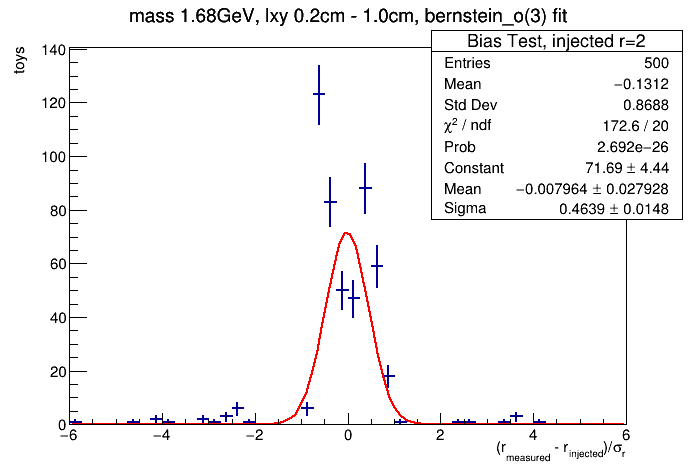 mass 1.68GeV, lxy 0.2cm - 1.0cm, bernstein_o(3) fit
Bias Test, injected r=2
Entries 500
Mean −0.1312
Std Dev 0.8688
χ² / ndf 172.6 / 20
Prob 2.692e−26
Constant 71.69 ± 4.44
Mean −0.007964 ± 0.027928
Sigma 0.4639 ± 0.0148
toys
140
120
100
80
60
40
20
0
−6 −4 −2 0 2 4 6
(r_measured - r_injected)/σ_r